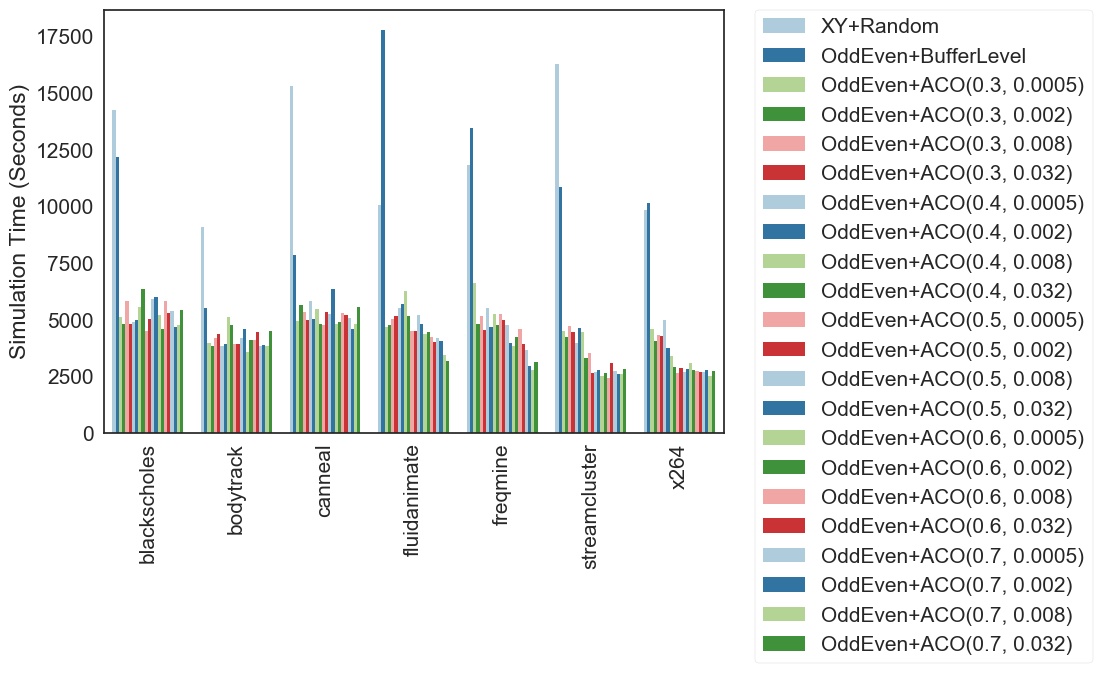 Simulation Time (Seconds)
17500
15000
12500
10000
7500
5000
2500
0
blackscholes
bodytrack
canneal
fluidanimate
freqmine
streamcluster
x264
XY+Random
OddEven+BufferLevel
OddEven+ACO(0.3, 0.0005)
OddEven+ACO(0.3, 0.002)
OddEven+ACO(0.3, 0.008)
OddEven+ACO(0.3, 0.032)
OddEven+ACO(0.4, 0.0005)
OddEven+ACO(0.4, 0.002)
OddEven+ACO(0.4, 0.008)
OddEven+ACO(0.4, 0.032)
OddEven+ACO(0.5, 0.0005)
OddEven+ACO(0.5, 0.002)
OddEven+ACO(0.5, 0.008)
OddEven+ACO(0.5, 0.032)
OddEven+ACO(0.6, 0.0005)
OddEven+ACO(0.6, 0.002)
OddEven+ACO(0.6, 0.008)
OddEven+ACO(0.6, 0.032)
OddEven+ACO(0.7, 0.0005)
OddEven+ACO(0.7, 0.002)
OddEven+ACO(0.7, 0.008)
OddEven+ACO(0.7, 0.032)